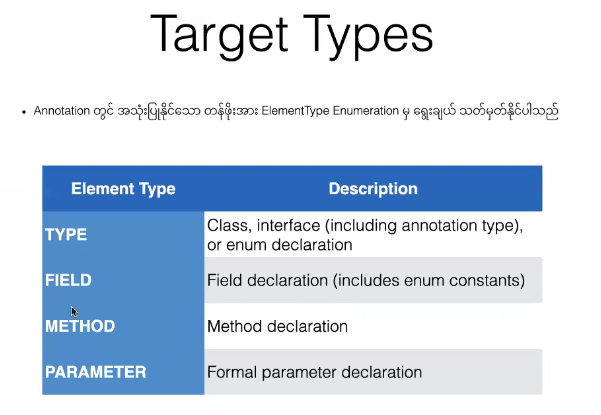 Target Types
• Annotation တွင် အသုံးပြုနိုင်သော တန်ဖိုးအား ElementType Enumeration မှ ရွေးချယ် သတ်မှတ်နိုင်ပါသည်
Element Type Description
TYPE Class, interface (including annotation type),
or enum declaration
FIELD Field declaration (includes enum constants)
METHOD Method declaration
PARAMETER Formal parameter declaration